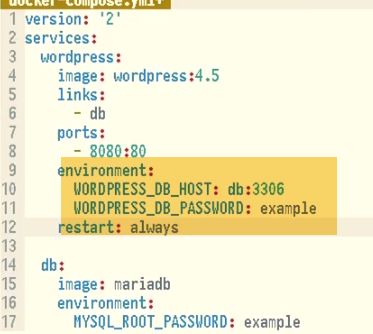 docker-compose.yml+
1 version: '2'
2 services:
3   wordpress:
4     image: wordpress:4.5
5     links:
6       - db
7     ports:
8       - 8080:80
9     environment:
10       WORDPRESS_DB_HOST: db:3306
11       WORDPRESS_DB_PASSWORD: example
12     restart: always
13
14   db:
15     image: mariadb
16     environment:
17       MYSQL_ROOT_PASSWORD: example